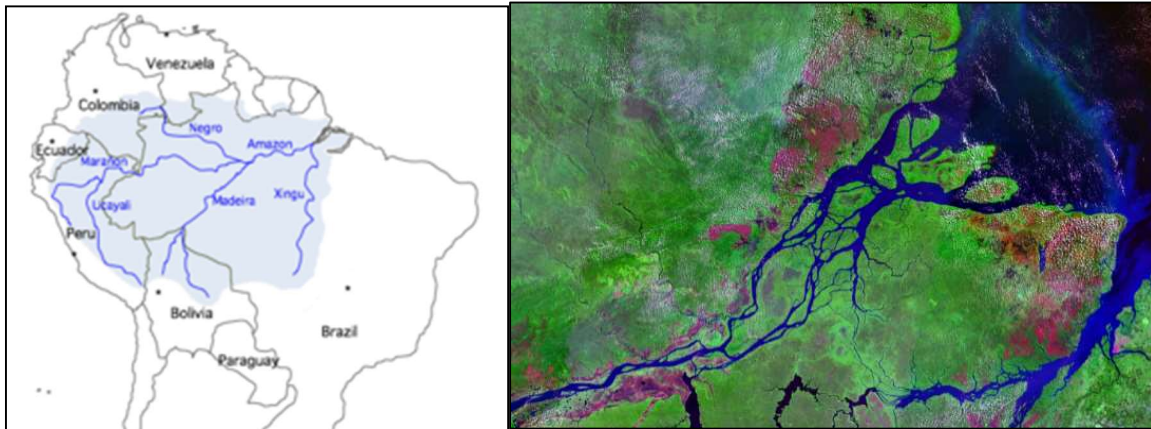 Venezuela
Colombia
Negro
Ecuador
Amazon
Marañon
Ucayali
Madeira
Xingu
Peru
Bolivia
Brazil
Paraguay